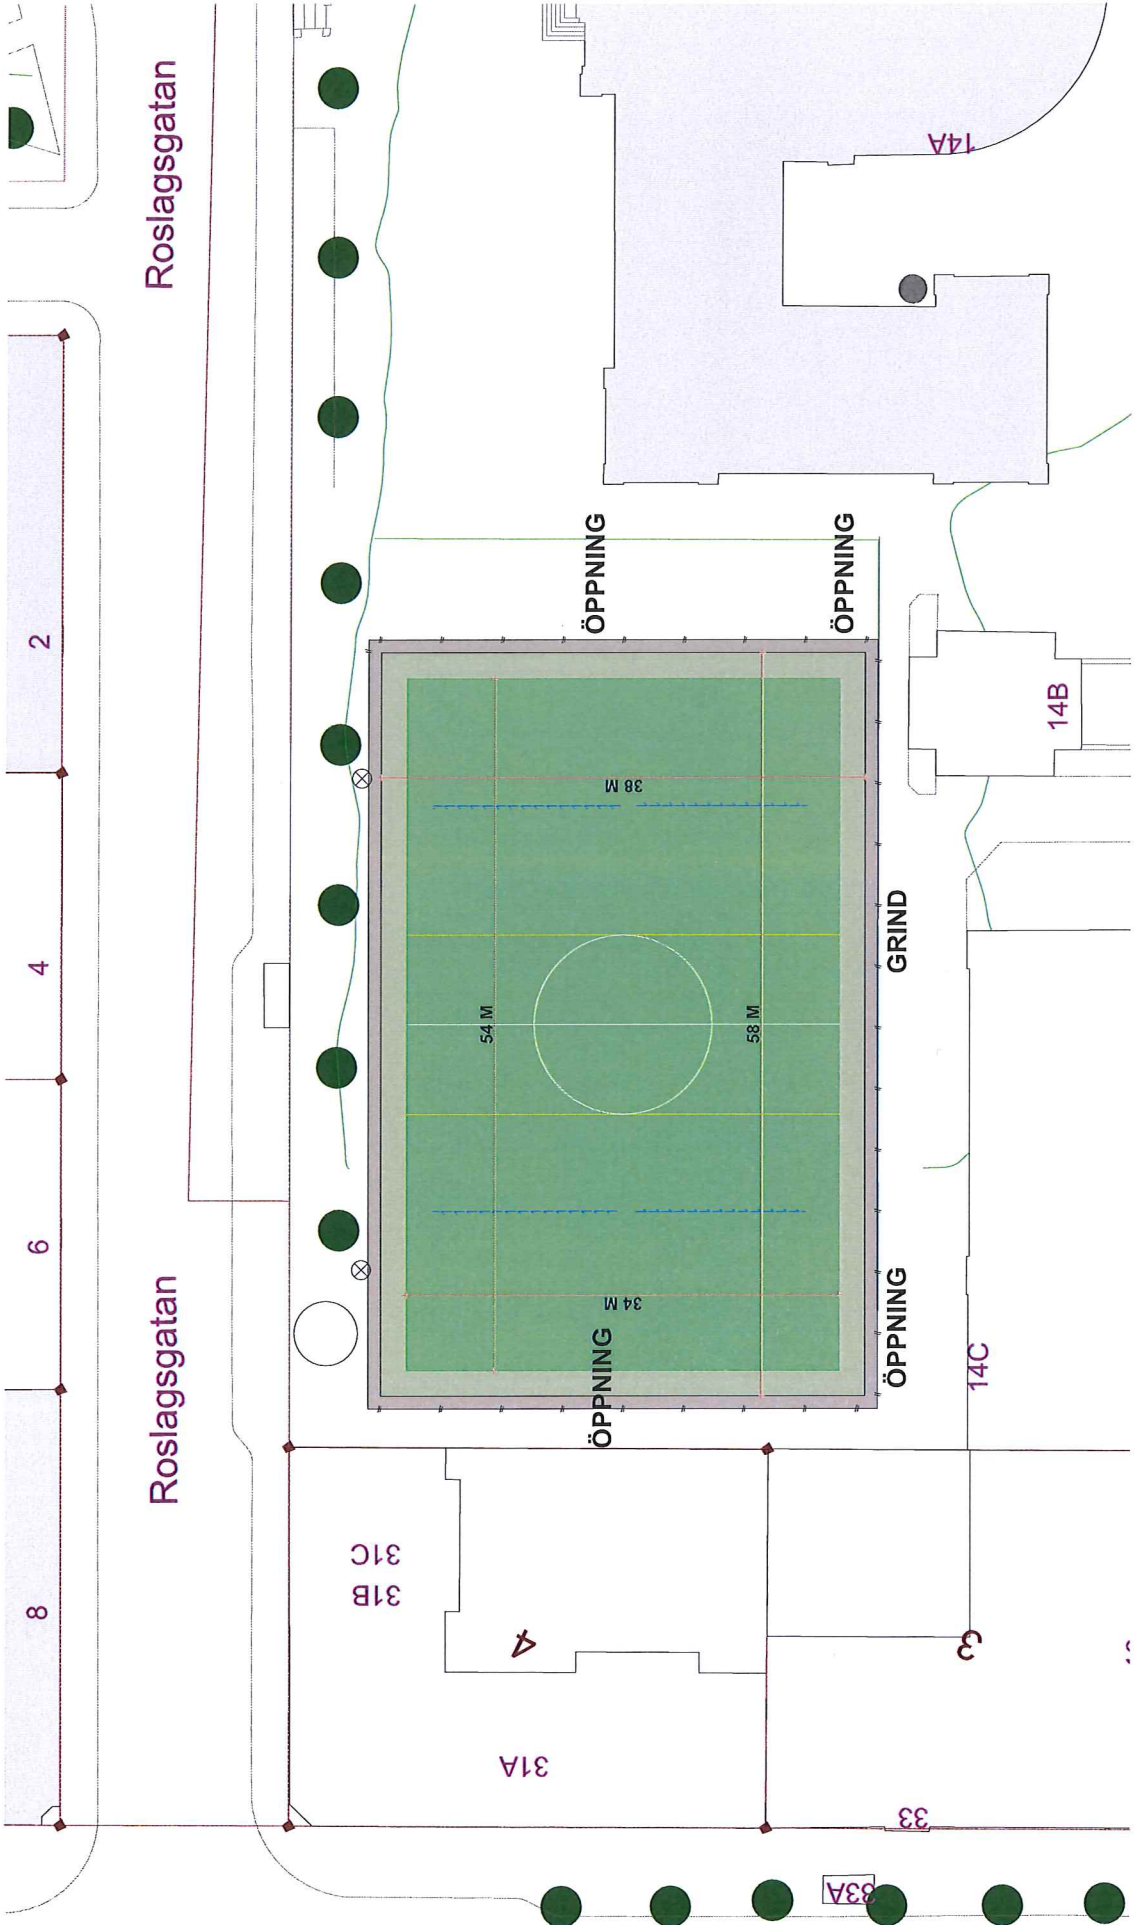 Roslagsgatan
14A
2
ÖPPNING
ÖPPNING
14B
38 M
4
GRIND
54 M
58 M
6
34 M
Roslagsgatan
ÖPPNING
ÖPPNING
14C
31C
31B
8
4
3
31A
33
33A